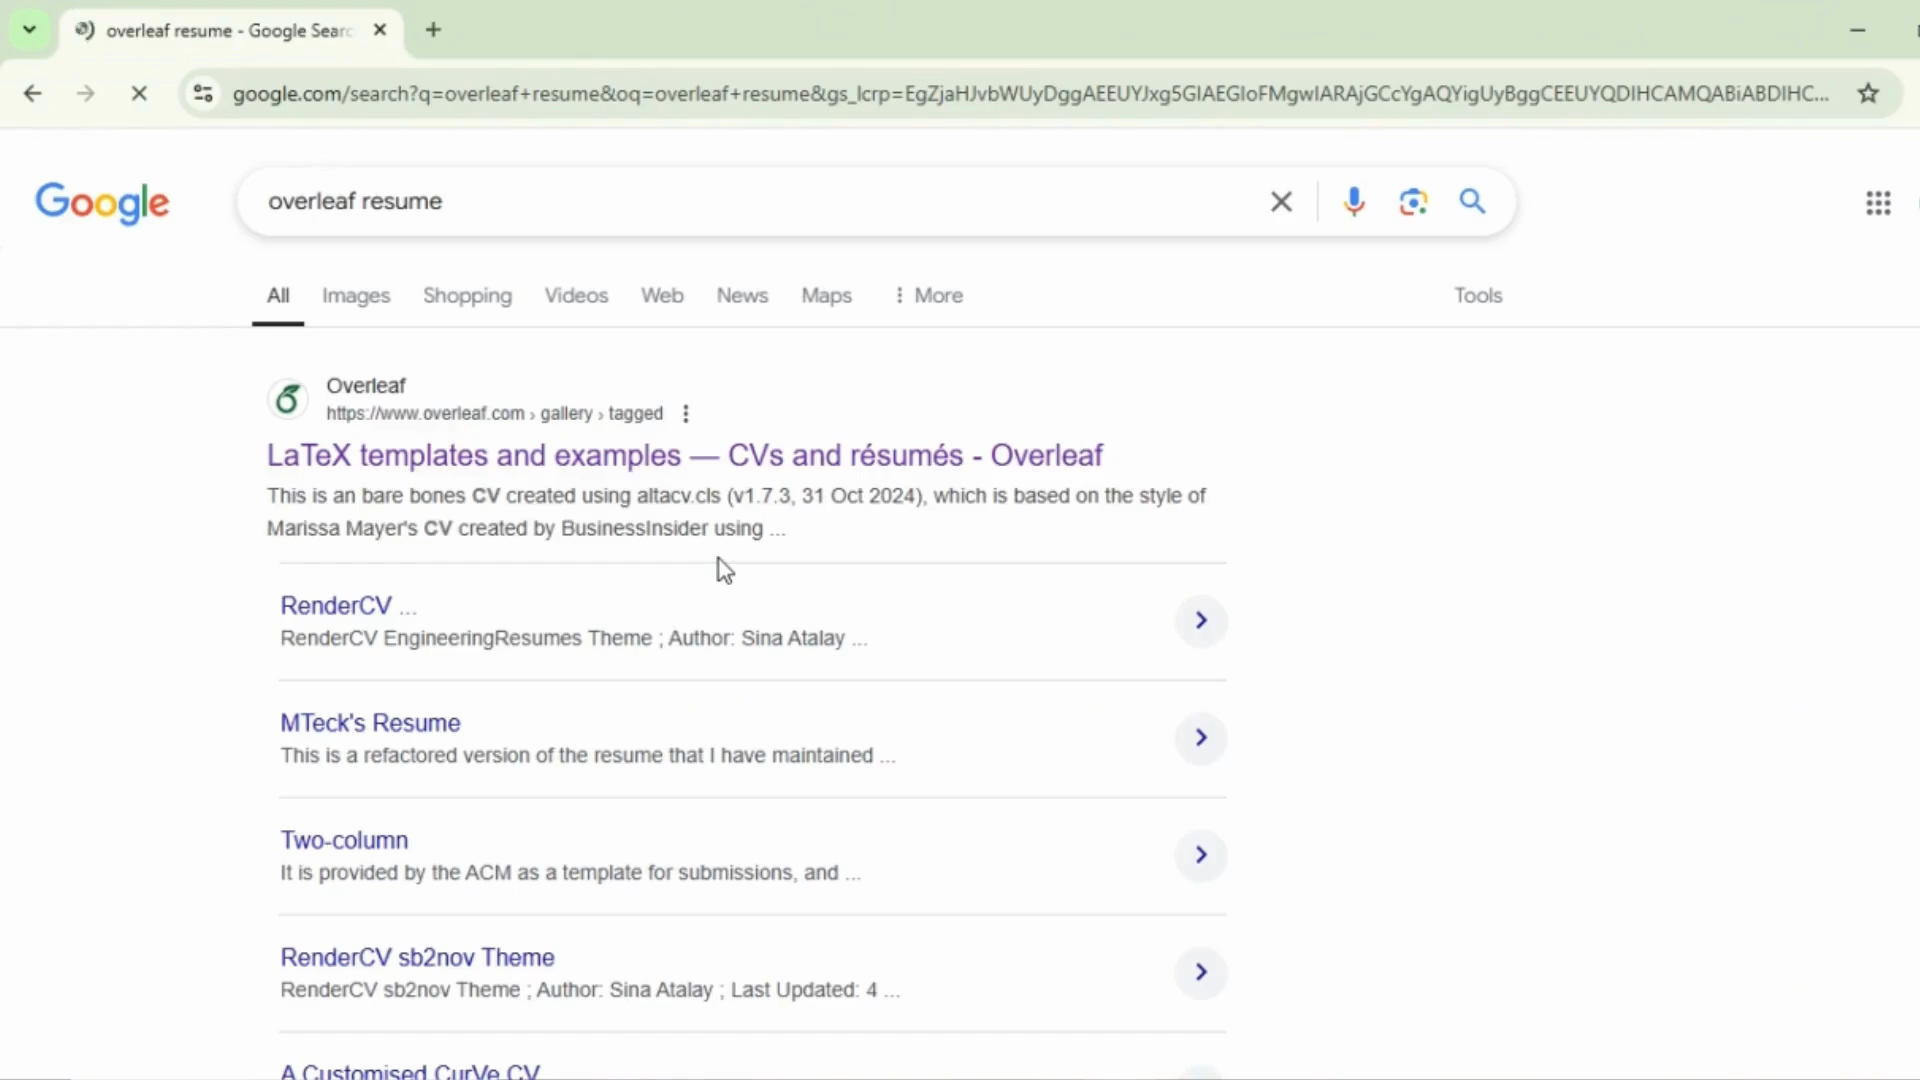 overleaf resume - Google Searc
google.com/search?q=overleaf+resume&oq=overleaf+resume&gs_lcrp=EgZjaHJvbWUyDggAEEUYJxg5GIAEGIoFMgwIARAjGCcYgAQYigUyBggCEEUYQDIHCAMQABiABDIHC...
Google
overleaf resume
All Images Shopping Videos Web News Maps More Tools
Overleaf
https://www.overleaf.com › gallery › tagged
LaTeX templates and examples — CVs and résumés - Overleaf
This is an bare bones CV created using altacv.cls (v1.7.3, 31 Oct 2024), which is based on the style of
Marissa Mayer's CV created by BusinessInsider using ...
RenderCV ...
RenderCV EngineeringResumes Theme ; Author: Sina Atalay ...
MTeck's Resume
This is a refactored version of the resume that I have maintained ...
Two-column
It is provided by the ACM as a template for submissions, and ...
RenderCV sb2nov Theme
RenderCV sb2nov Theme ; Author: Sina Atalay ; Last Updated: 4 ...
A Customised CurVe CV